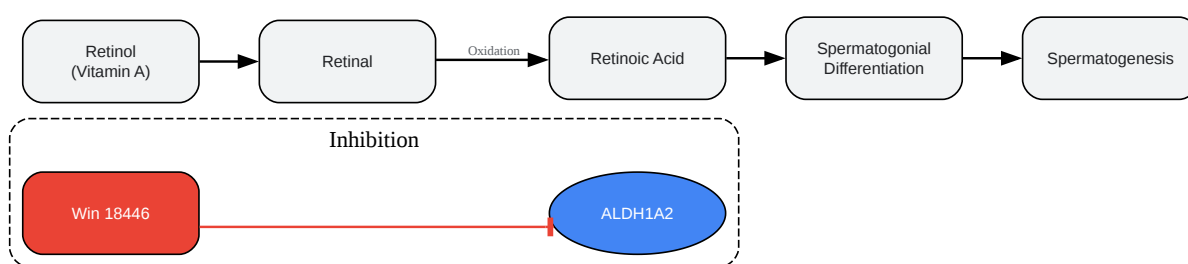 Retinol
(Vitamin A)
Retinal
Oxidation
Retinoic Acid
Spermatogonial
Differentiation
Spermatogenesis
Inhibition
Win 18446
ALDH1A2